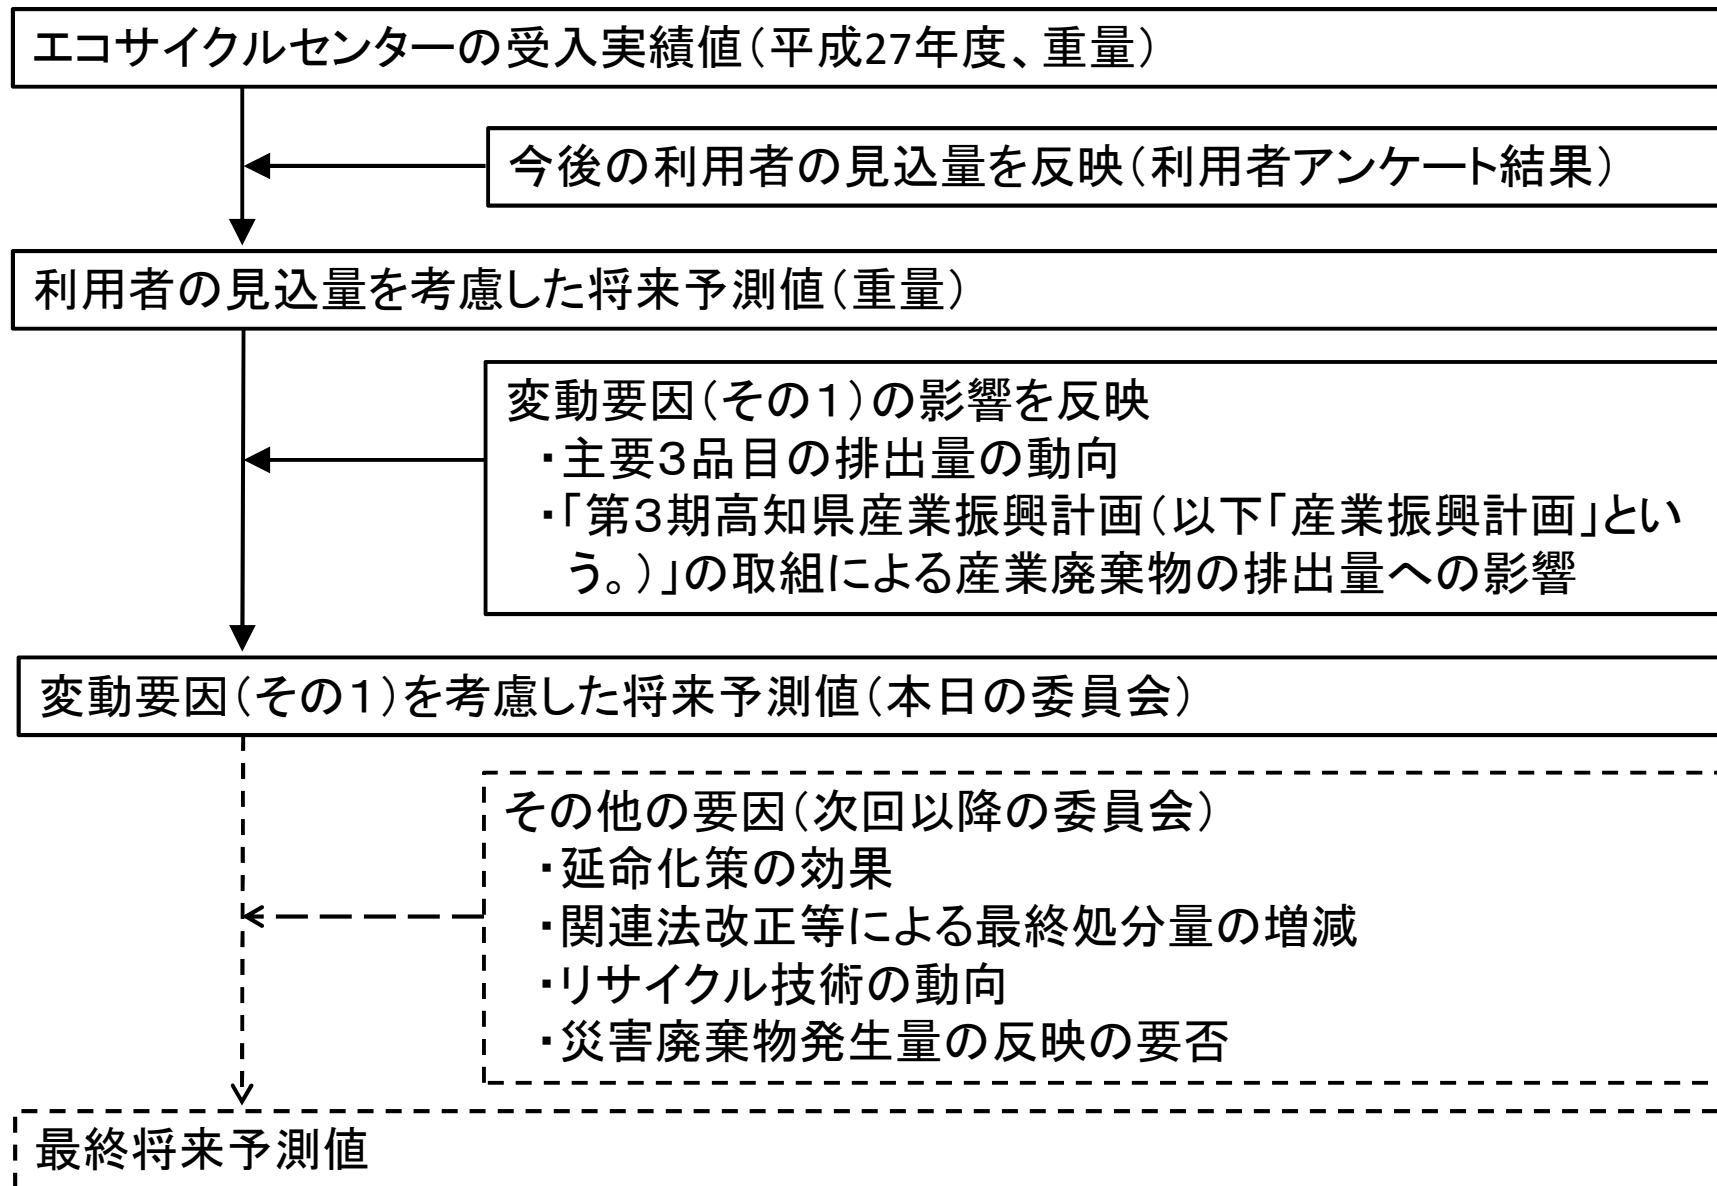 エコサイクルセンターの受入実績値（平成27年度、重量）
今後の利用者の見込量を反映（利用者アンケート結果）
利用者の見込量を考慮した将来予測値（重量）
変動要因（その１）の影響を反映
・主要３品目の排出量の動向
・「第３期高知県産業振興計画（以下「産業振興計画」とい
う。）」の取組による産業廃棄物の排出量への影響
変動要因（その１）を考慮した将来予測値（本日の委員会）
その他の要因（次回以降の委員会）
・延命化策の効果
・関連法改正等による最終処分量の増減
・リサイクル技術の動向
・災害廃棄物発生量の反映の要否
最終将来予測値